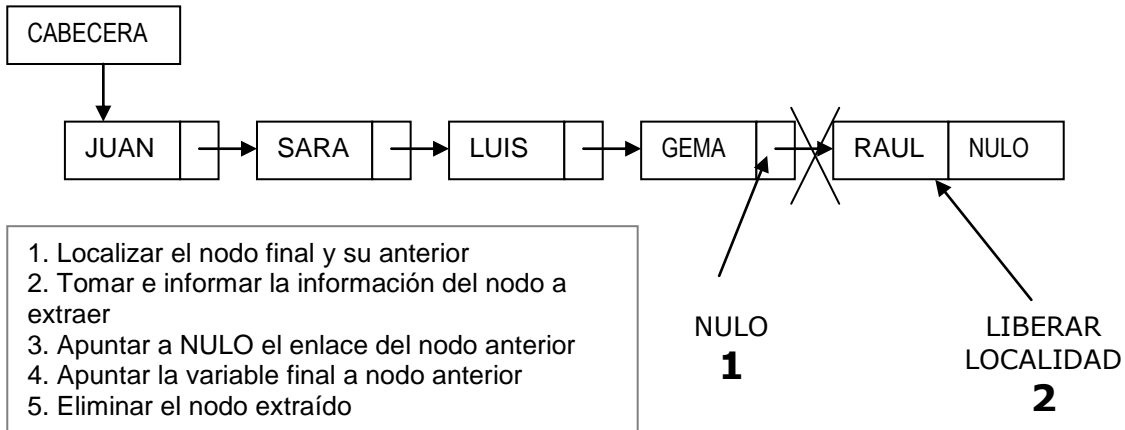 CABECERA
JUAN SARA LUIS GEMA RAUL NULO
1. Localizar el nodo final y su anterior
2. Tomar e informar la información del nodo a
extraer
3. Apuntar a NULO el enlace del nodo anterior
4. Apuntar la variable final a nodo anterior
5. Eliminar el nodo extraído
NULO
1
LIBERAR
LOCALIDAD
2